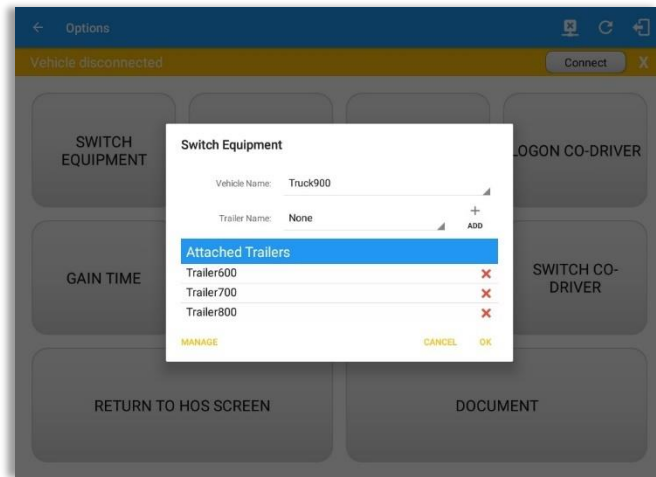 Options
Vehicle disconnected
Connect
X
SWITCH
EQUIPMENT
LOGON CO-DRIVER
Switch Equipment
Vehicle Name: Truck900
Trailer Name: None
+
ADD
Attached Trailers
Trailer600
Trailer700
Trailer800
MANAGE
CANCEL
OK
GAIN TIME
SWITCH CO-
DRIVER
RETURN TO HOS SCREEN
DOCUMENT